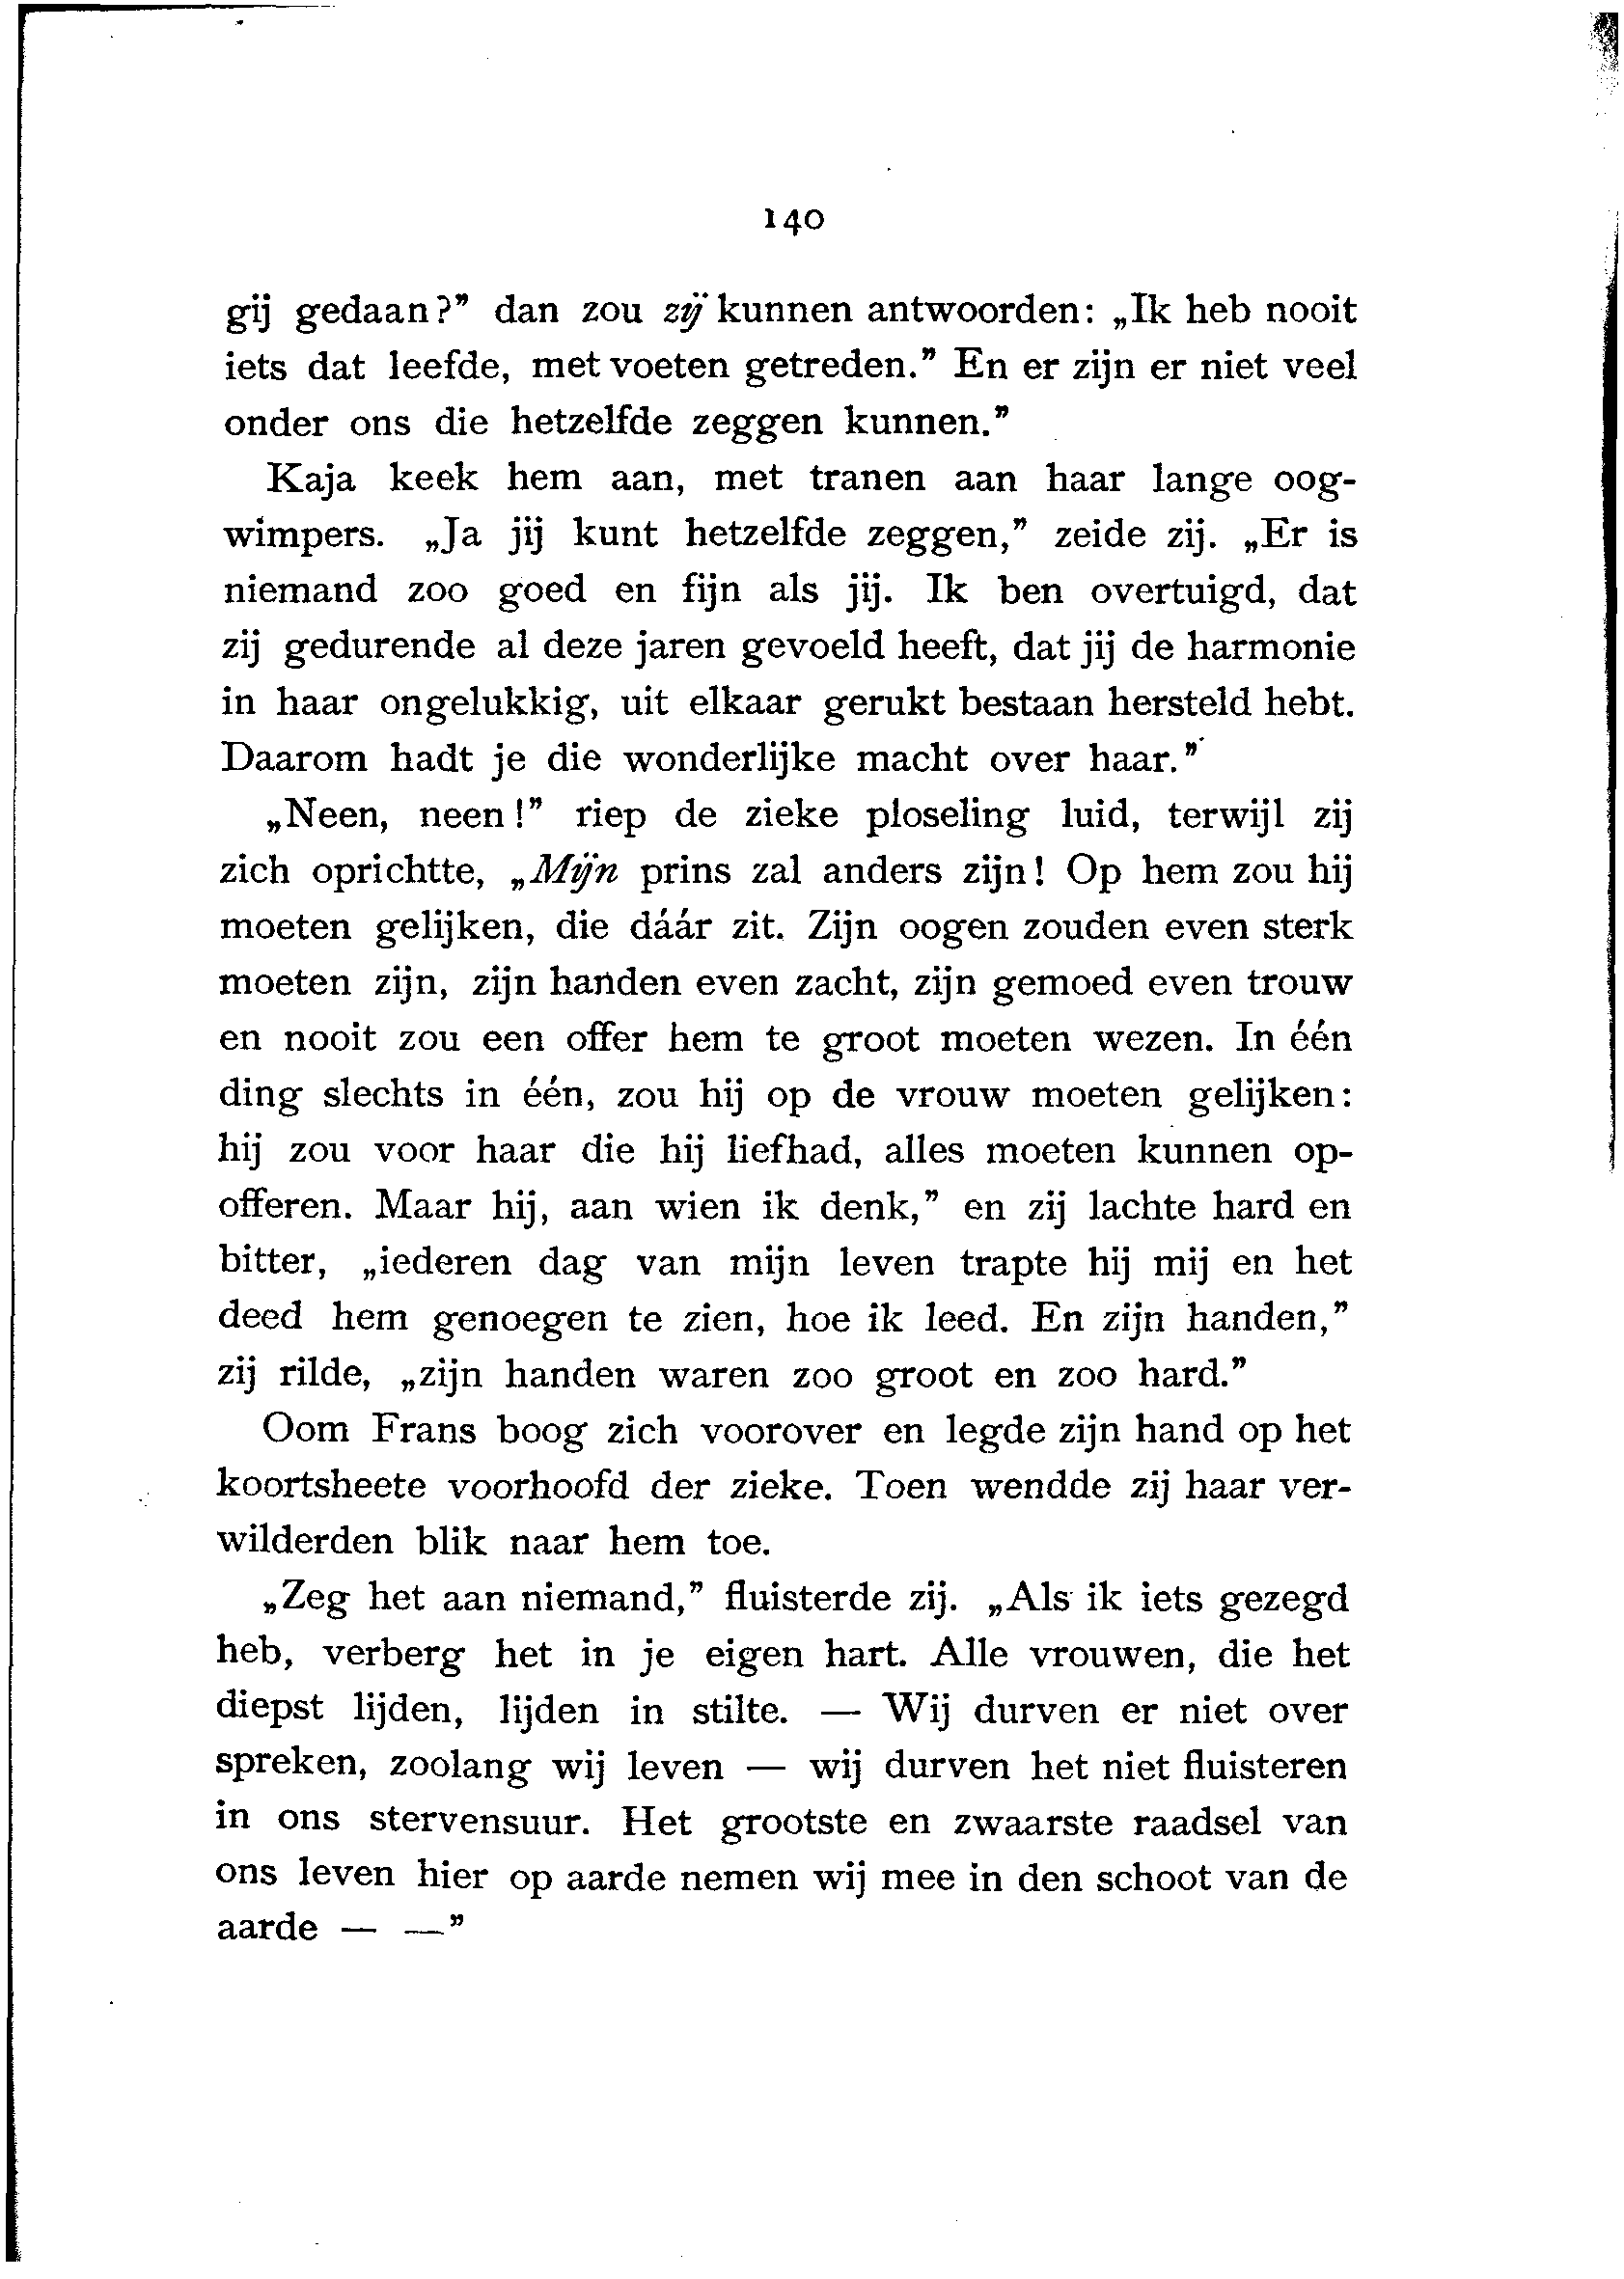 140
gij gedaan?” dan zou zij kunnen antwoorden: „Ik heb nooit
iets dat leefde, met voeten getreden.” En er zijn er niet veel
onder ons die hetzelfde zeggen kunnen.”
Kaja keek hem aan, met tranen aan haar lange oog-
wimpers. „Ja jij kunt hetzelfde zeggen,” zeide zij. „Er is
niemand zoo goed en fijn als jij. Ik ben overtuigd, dat
zij gedurende al deze jaren gevoeld heeft, dat jij de harmonie
in haar ongelukkig, uit elkaar gerukt bestaan hersteld hebt.
Daarom hadt je die wonderlijke macht over haar.”
„Neen, neen!” riep de zieke ploseling luid, terwijl zij
zich oprichtte, „Mijn prins zal anders zijn! Op hem zou hij
moeten gelijken, die dáár zit. Zijn oogen zouden even sterk
moeten zijn, zijn handen even zacht, zijn gemoed even trouw
en nooit zou een offer hem te groot moeten wezen. In één
ding slechts in één, zou hij op de vrouw moeten gelijken:
hij zou voor haar die hij liefhad, alles moeten kunnen op-
offeren. Maar hij, aan wien ik denk,” en zij lachte hard en
bitter, „iederen dag van mijn leven trapte hij mij en het
deed hem genoegen te zien, hoe ik leed. En zijn handen,”
zij rilde, „zijn handen waren zoo groot en zoo hard.”
Oom Frans boog zich voorover en legde zijn hand op het
koortsheete voorhoofd der zieke. Toen wendde zij haar ver-
wilderden blik naar hem toe.
„Zeg het aan niemand,” fluisterde zij. „Als ik iets gezegd
heb, verberg het in je eigen hart. Alle vrouwen, die het
diepst lijden, lijden in stilte. — Wij durven er niet over
spreken, zoolang wij leven — wij durven het niet fluisteren
in ons stervensuur. Het grootste en zwaarste raadsel van
ons leven hier op aarde nemen wij mee in den schoot van de
aarde — —”